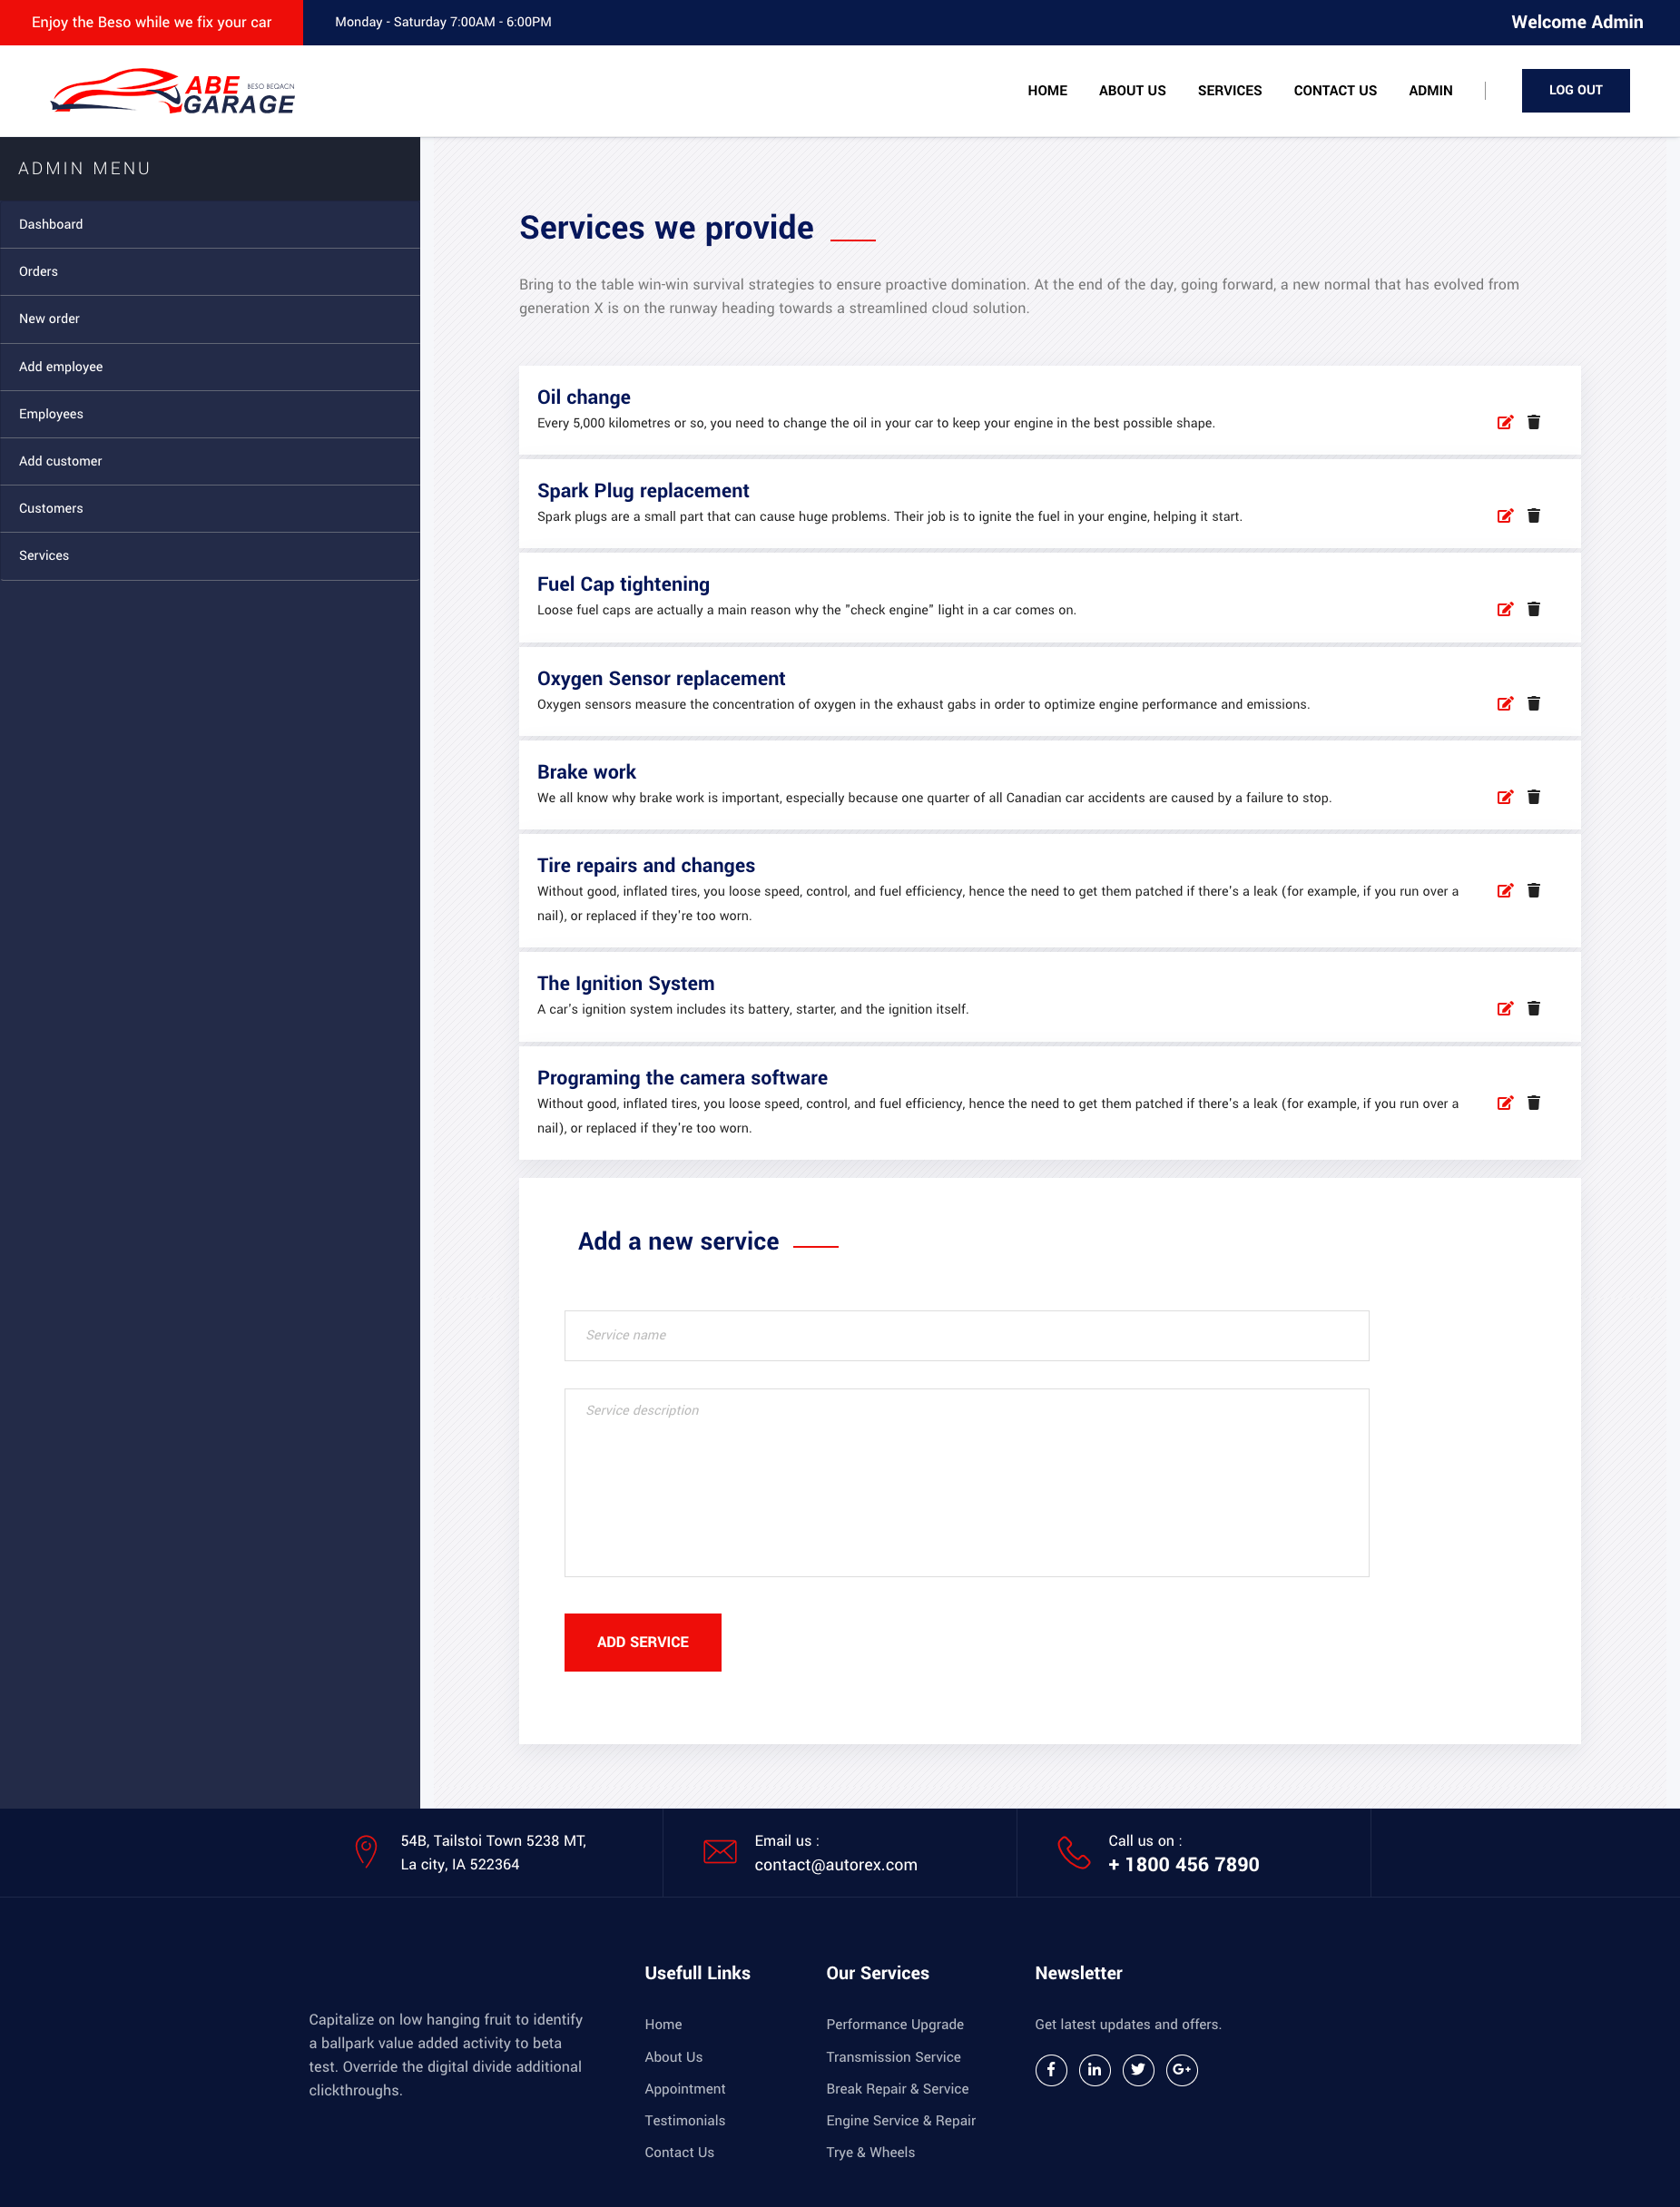 Enjoy the Beso while we fix your car
Monday - Saturday 7:00AM - 6:00PM
Welcome Admin
ABE
BESO BEQACN
GARAGE
HOME
ABOUT US
SERVICES
CONTACT US
ADMIN
LOG OUT
ADMIN MENU
Dashboard
Orders
New order
Add employee
Employees
Add customer
Customers
Services
Services we provide
Bring to the table win-win survival strategies to ensure proactive domination. At the end of the day, going forward, a new normal that has evolved from
generation X is on the runway heading towards a streamlined cloud solution.
Oil change
Every 5,000 kilometres or so, you need to change the oil in your car to keep your engine in the best possible shape.
Spark Plug replacement
Spark plugs are a small part that can cause huge problems. Their job is to ignite the fuel in your engine, helping it start.
Fuel Cap tightening
Loose fuel caps are actually a main reason why the "check engine" light in a car comes on.
Oxygen Sensor replacement
Oxygen sensors measure the concentration of oxygen in the exhaust gabs in order to optimize engine performance and emissions.
Brake work
We all know why brake work is important, especially because one quarter of all Canadian car accidents are caused by a failure to stop.
Tire repairs and changes
Without good, inflated tires, you loose speed, control, and fuel efficiency, hence the need to get them patched if there's a leak (for example, if you run over a
nail), or replaced if they're too worn.
The Ignition System
A car's ignition system includes its battery, starter, and the ignition itself.
Programing the camera software
Without good, inflated tires, you loose speed, control, and fuel efficiency, hence the need to get them patched if there's a leak (for example, if you run over a
nail), or replaced if they're too worn.
Add a new service
Service name
Service description
ADD SERVICE
54B, Tailstoi Town 5238 MT,
La city, IA 522364
Email us :
contact@autorex.com
Call us on :
+ 1800 456 7890
Capitalize on low hanging fruit to identify
a ballpark value added activity to beta
test. Override the digital divide additional
clickthroughs.
Usefull Links
Home
About Us
Appointment
Testimonials
Contact Us
Our Services
Performance Upgrade
Transmission Service
Break Repair & Service
Engine Service & Repair
Trye & Wheels
Newsletter
Get latest updates and offers.